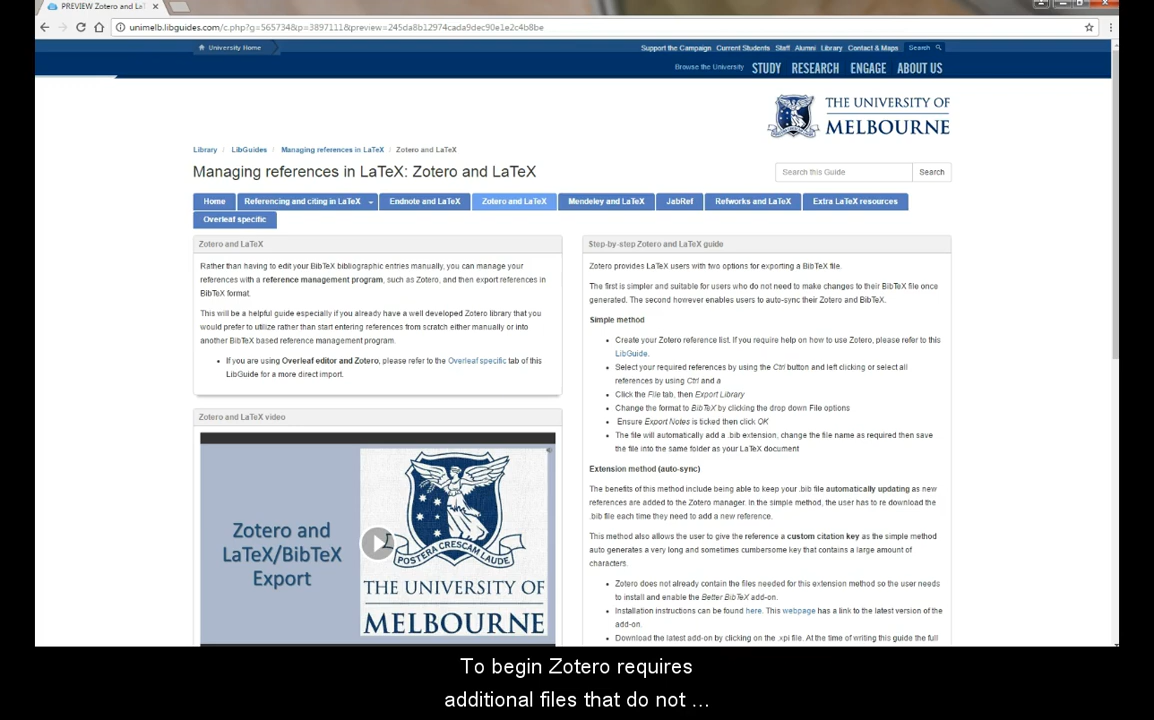 PREVIEW Zotero and LaT
unimelb.libguides.com/c.php?g=565734&p=3897111&preview=245da8b12974cada9dec90e1e2c4b8be
University Home
Support the Campaign Current Students Staff Alumni Library Contact & Maps Search
Browse the University STUDY RESEARCH ENGAGE ABOUT US
THE UNIVERSITY OF
MELBOURNE
Library / LibGuides / Managing references in LaTeX / Zotero and LaTeX
Managing references in LaTeX: Zotero and LaTeX
Search this Guide Search
Home Referencing and citing in LaTeX Endnote and LaTeX Zotero and LaTeX Mendeley and LaTeX JabRef Refworks and LaTeX Extra LaTeX resources
Overleaf specific
Zotero and LaTeX
Rather than having to edit your BibTeX bibliographic entries manually, you can manage your
references with a reference management program, such as Zotero, and then export references in
BibTeX format.
This will be a helpful guide especially if you already have a well developed Zotero library that you
would prefer to utilize rather than start entering references from scratch either manually or into
another BibTeX based reference management program.
• If you are using Overleaf editor and Zotero, please refer to the Overleaf specific tab of this
LibGuide for a more direct import.
Zotero and LaTeX video
Zotero and
LaTeX/BibTeX
Export
POSTERA CRESCAM LAUDE
THE UNIVERSITY OF
MELBOURNE
Step-by-step Zotero and LaTeX guide
Zotero provides LaTeX users with two options for exporting a BibTeX file.
The first is simpler and suitable for users who do not need to make changes to their BibTeX file once
generated. The second however enables users to auto-sync their Zotero and BibTeX.
Simple method
• Create your Zotero reference list. If you require help on how to use Zotero, please refer to this
LibGuide.
• Select your required references by using the Ctrl button and left clicking or select all
references by using Ctrl and a
• Click the File tab, then Export Library
• Change the format to BibTeX by clicking the drop down File options
• Ensure Export Notes is ticked then click OK
• The file will automatically add a .bib extension, change the file name as required then save
the file into the same folder as your LaTeX document
Extension method (auto-sync)
The benefits of this method include being able to keep your .bib file automatically updating as new
references are added to the Zotero manager. In the simple method, the user has to re download the
.bib file each time they need to add a new reference.
This method also allows the user to give the reference a custom citation key as the simple method
auto generates a very long and sometimes cumbersome key that contains a large amount of
characters.
• Zotero does not already contain the files needed for this extension method so the user needs
to install and enable the Better BibTeX add-on.
• Installation instructions can be found here. This webpage has a link to the latest version of the
add-on.
• Download the latest add-on by clicking on the .xpi file. At the time of writing this guide the full
To begin Zotero requires
additional files that do not ...